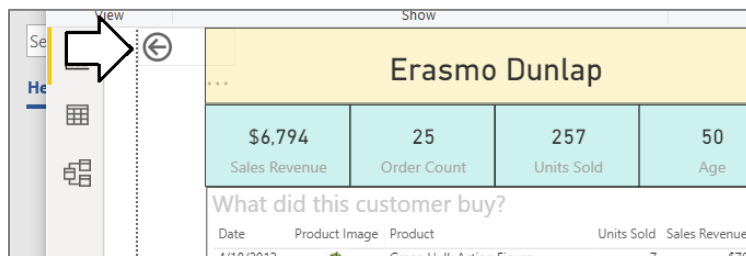 View Show
Se
He
Erasmo Dunlap
...
$6,794 25 257 50
Sales Revenue Order Count Units Sold Age
What did this customer buy?
Date Product Image Product Units Sold Sales Revenue